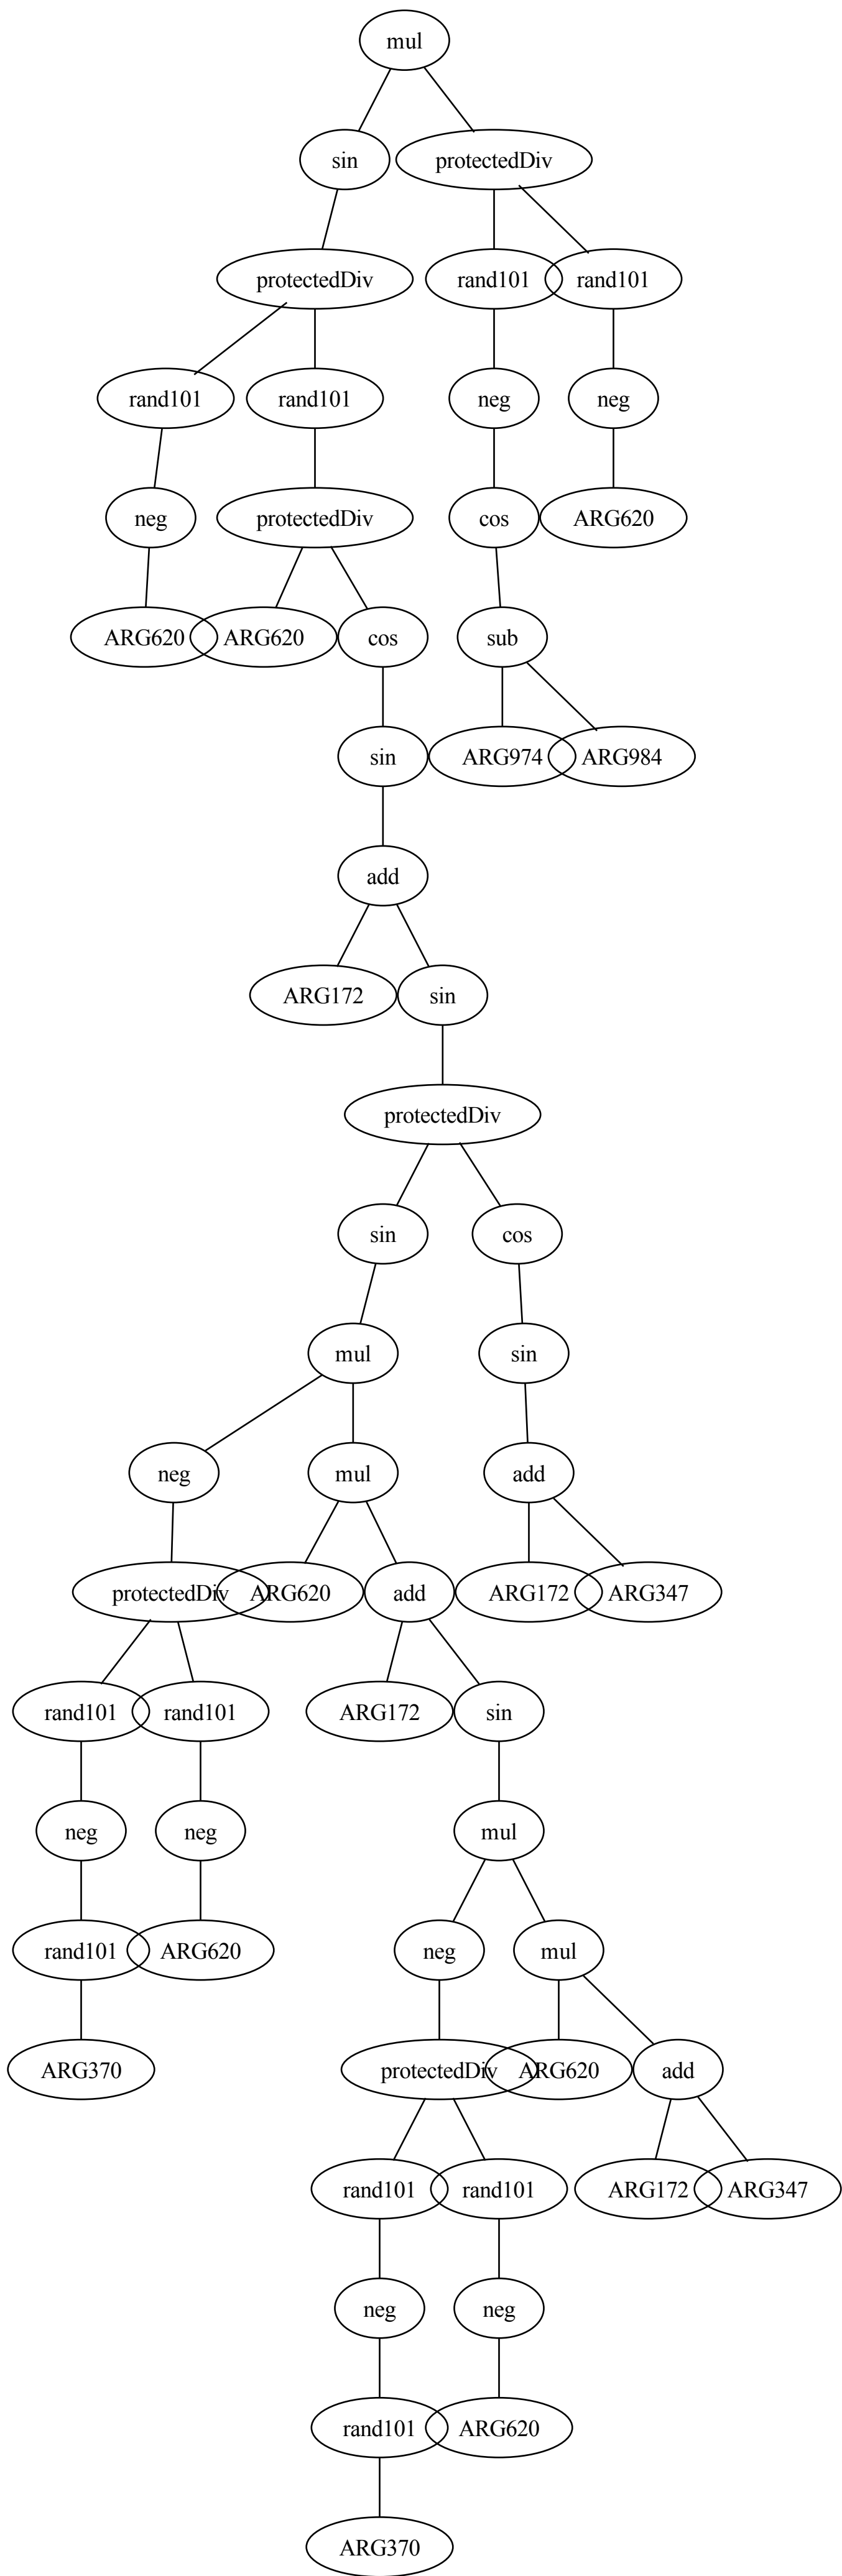 mul
sin protectedDiv
protectedDiv rand101 rand101
rand101 rand101 neg neg
neg protectedDiv cos ARG620
ARG620 ARG620 cos sub
sin ARG974 ARG984
add
ARG172 sin
protectedDiv
sin cos
mul sin
neg mul add
protectedDiv ARG620 add ARG172 ARG347
rand101 rand101 ARG172 sin
neg neg mul
rand101 ARG620 neg mul
ARG370 protectedDiv ARG620 add
rand101 rand101 ARG172 ARG347
neg neg
rand101 ARG620
ARG370